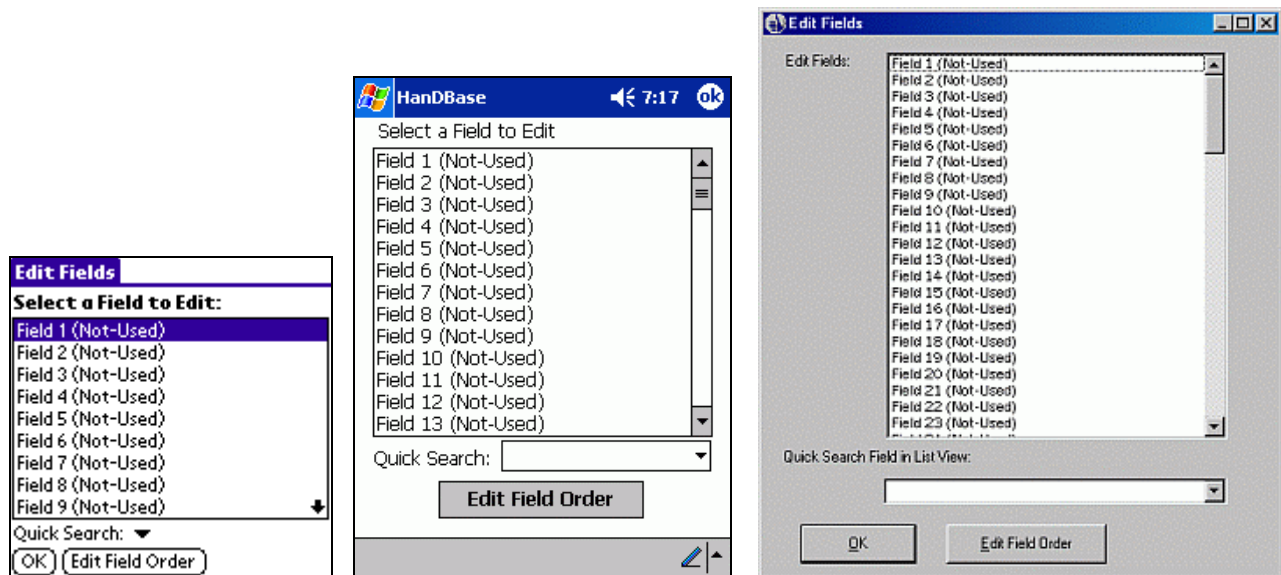 Edit Fields
Select a Field to Edit:
Field 1 (Not-Used)
Field 2 (Not-Used)
Field 3 (Not-Used)
Field 4 (Not-Used)
Field 5 (Not-Used)
Field 6 (Not-Used)
Field 7 (Not-Used)
Field 8 (Not-Used)
Field 9 (Not-Used)
Quick Search:
OK Edit Field Order
HanDBase 7:17 ok
Select a Field to Edit
Field 1 (Not-Used)
Field 2 (Not-Used)
Field 3 (Not-Used)
Field 4 (Not-Used)
Field 5 (Not-Used)
Field 6 (Not-Used)
Field 7 (Not-Used)
Field 8 (Not-Used)
Field 9 (Not-Used)
Field 10 (Not-Used)
Field 11 (Not-Used)
Field 12 (Not-Used)
Field 13 (Not-Used)
Quick Search:
Edit Field Order
Edit Fields
Edit Fields:
Field 1 (Not-Used)
Field 2 (Not-Used)
Field 3 (Not-Used)
Field 4 (Not-Used)
Field 5 (Not-Used)
Field 6 (Not-Used)
Field 7 (Not-Used)
Field 8 (Not-Used)
Field 9 (Not-Used)
Field 10 (Not-Used)
Field 11 (Not-Used)
Field 12 (Not-Used)
Field 13 (Not-Used)
Field 14 (Not-Used)
Field 15 (Not-Used)
Field 16 (Not-Used)
Field 17 (Not-Used)
Field 18 (Not-Used)
Field 19 (Not-Used)
Field 20 (Not-Used)
Field 21 (Not-Used)
Field 22 (Not-Used)
Field 23 (Not-Used)
Quick Search Field in List View:
OK Edit Field Order